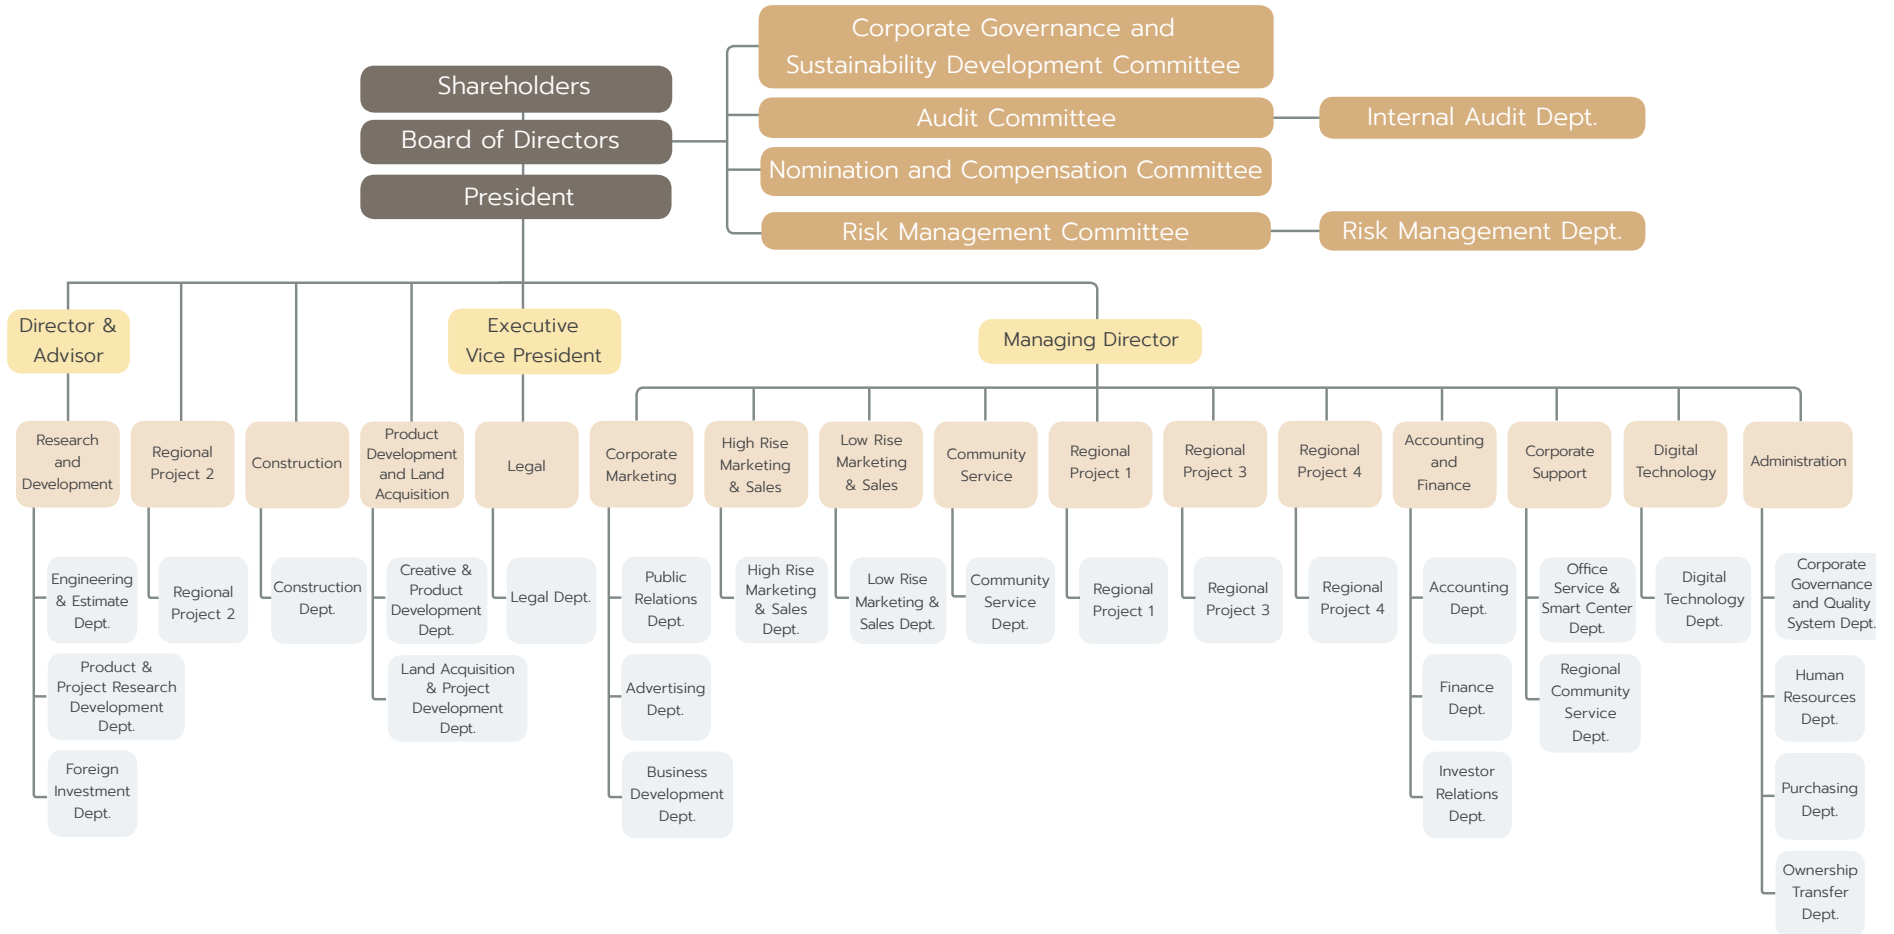 Corporate Governance and
Sustainability Development Committee
Shareholders
Audit Committee
Internal Audit Dept.
Board of Directors
Nomination and Compensation Committee
President
Risk Management Committee
Risk Management Dept.
Director &
Advisor
Executive
Vice President
Managing Director
Research
and
Development
Regional
Project 2
Construction
Product
Development
and Land
Acquisition
Legal
Corporate
Marketing
High Rise
Marketing
& Sales
Low Rise
Marketing
& Sales
Community
Service
Regional
Project 1
Regional
Project 3
Regional
Project 4
Accounting
and
Finance
Corporate
Support
Digital
Technology
Administration
Engineering
& Estimate
Dept.
Product &
Project Research
Development
Dept.
Foreign
Investment
Dept.
Regional
Project 2
Construction
Dept.
Creative &
Product
Development
Dept.
Land Acquisition
& Project
Development
Dept.
Legal Dept.
Public
Relations
Dept.
Advertising
Dept.
Business
Development
Dept.
High Rise
Marketing
& Sales
Dept.
Low Rise
Marketing &
Sales Dept.
Community
Service
Dept.
Regional
Project 1
Regional
Project 3
Regional
Project 4
Accounting
Dept.
Finance
Dept.
Investor
Relations
Dept.
Office
Service &
Smart Center
Dept.
Regional
Community
Service
Dept.
Digital
Technology
Dept.
Corporate
Governance
and Quality
System Dept.
Human
Resources
Dept.
Purchasing
Dept.
Ownership
Transfer
Dept.